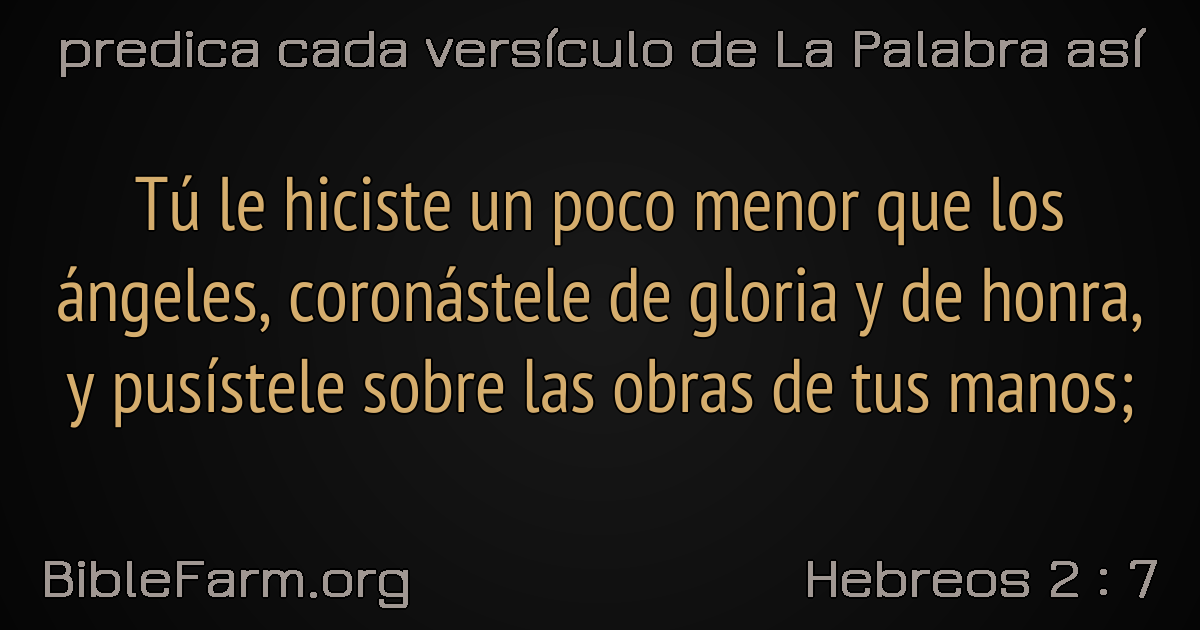 predica cada versículo de La Palabra así
Tú le hiciste un poco menor que los
ángeles, coronástele de gloria y de honra,
y pusístele sobre las obras de tus manos;
BibleFarm.org
Hebreos 2 : 7